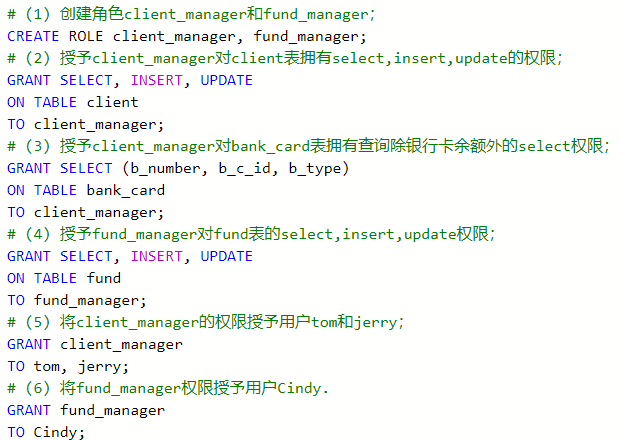 # (1) 创建角色client_manager和fund_manager;
CREATE ROLE client_manager, fund_manager;
# (2) 授予client_manager对client表拥有select,insert,update的权限;
GRANT SELECT, INSERT, UPDATE
ON TABLE client
TO client_manager;
# (3) 授予client_manager对bank_card表拥有查询除银行卡余额外的select权限;
GRANT SELECT (b_number, b_c_id, b_type)
ON TABLE bank_card
TO client_manager;
# (4) 授予fund_manager对fund表的select,insert,update权限;
GRANT SELECT, INSERT, UPDATE
ON TABLE fund
TO fund_manager;
# (5) 将client_manager的权限授予用户tom和jerry;
GRANT client_manager
TO tom, jerry;
# (6) 将fund_manager权限授予用户Cindy.
GRANT fund_manager
TO Cindy;